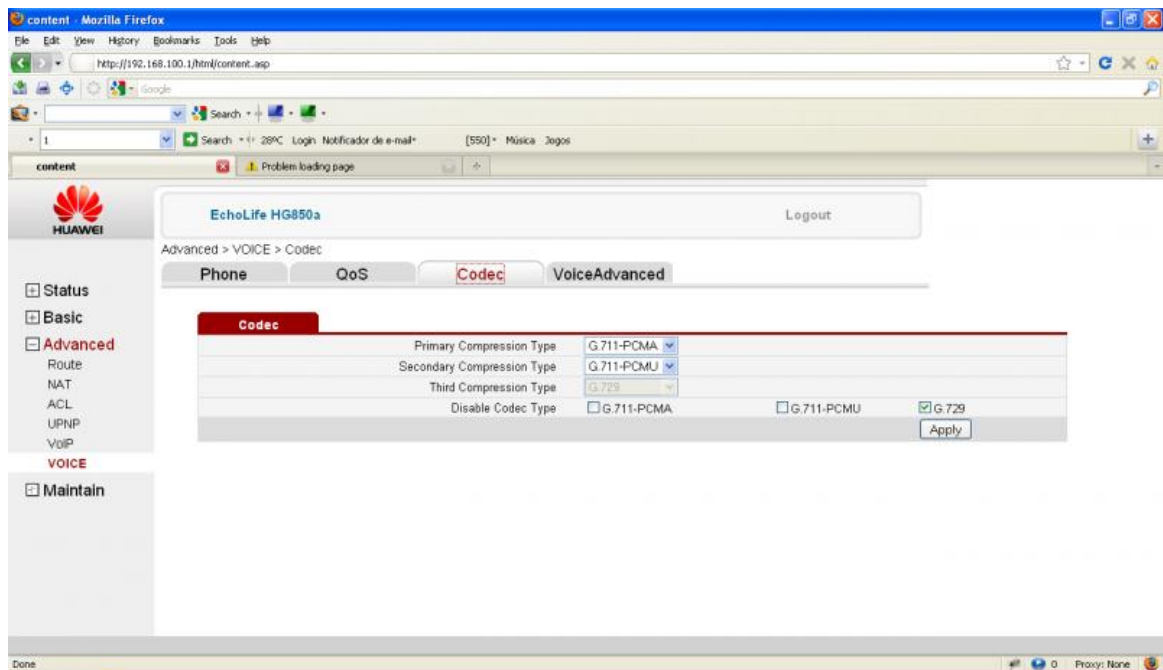 content - Mozilla Firefox
File Edit View History Bookmarks Tools Help
http://192.168.100.1/html/content.asp
Google
Search
1 Search 28ºC Login Notificador de e-mail [550] Música Jogos
content Problem loading page
HUAWEI
EchoLife HG850a Logout
Advanced > VOICE > Codec
Phone QoS Codec VoiceAdvanced
Status
Basic
Advanced
Route
NAT
ACL
UPNP
VoIP
VOICE
Maintain
Codec
Primary Compression Type G.711-PCMA
Secondary Compression Type G.711-PCMU
Third Compression Type G.729
Disable Codec Type G.711-PCMA G.711-PCMU G.729
Apply
Done 0 Proxy: None